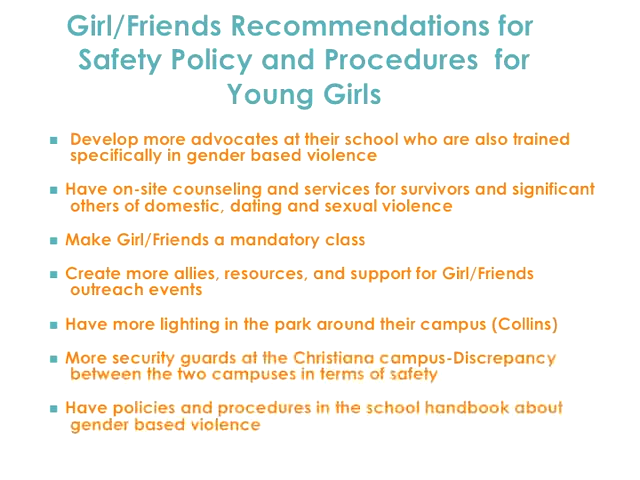 Girl/Friends Recommendations for
Safety Policy and Procedures  for
Young Girls
▪ Develop more advocates at their school who are also trained
specifically in gender based violence
▪ Have on-site counseling and services for survivors and significant
others of domestic, dating and sexual violence
▪ Make Girl/Friends a mandatory class
▪ Create more allies, resources, and support for Girl/Friends
outreach events
▪ Have more lighting in the park around their campus (Collins)
▪ More security guards at the Christiana campus-Discrepancy
between the two campuses in terms of safety
▪ Have policies and procedures in the school handbook about
gender based violence